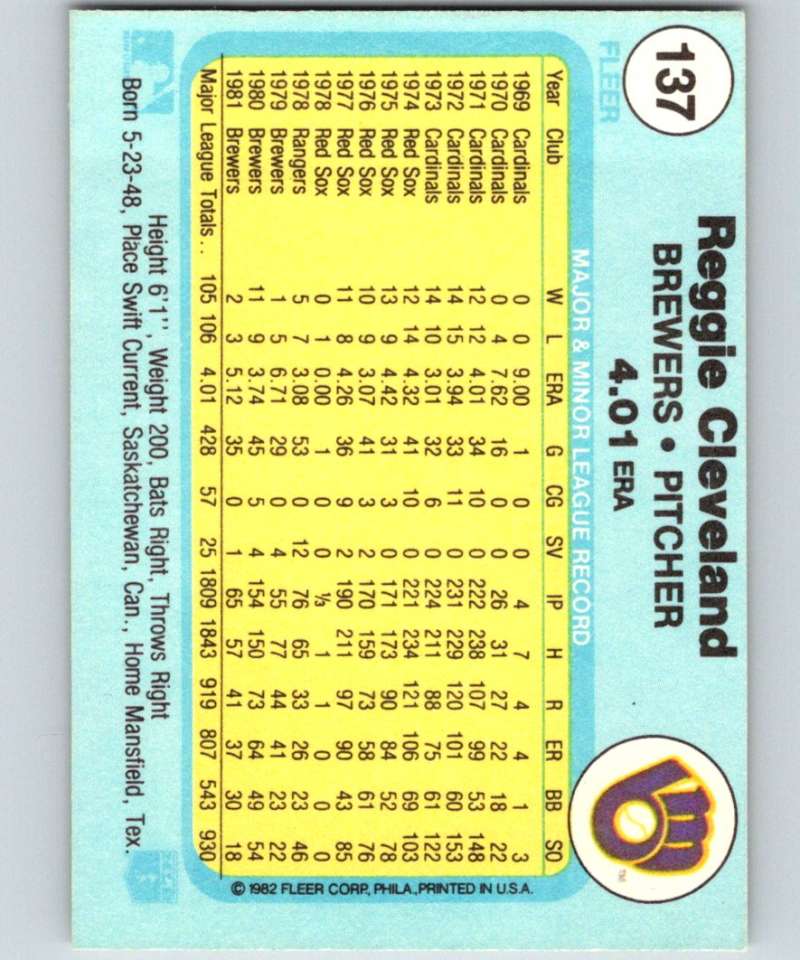 137
Reggie Cleveland
BREWERS • PITCHER
4.01 ERA
FLEER
MAJOR & MINOR LEAGUE RECORD
Year Club W L ERA G CG SV IP H R ER BB SO
1969 Cardinals 0 0 9.00 1 0 0 4 7 4 4 1 3
1970 Cardinals 0 4 7.62 16 0 0 26 31 27 22 18 22
1971 Cardinals 12 12 4.01 34 10 0 222 238 107 99 53 148
1972 Cardinals 14 15 3.94 33 11 0 231 229 120 101 60 153
1973 Cardinals 14 10 3.01 32 6 0 224 211 88 75 61 122
1974 Red Sox 12 14 4.32 41 10 0 221 234 121 106 69 103
1975 Red Sox 13 9 4.42 31 3 0 171 173 90 84 52 78
1976 Red Sox 10 9 3.07 41 3 2 170 159 73 58 61 76
1977 Red Sox 11 8 4.26 36 9 2 190 211 97 90 43 85
1978 Red Sox 0 1 0.00 1 0 0 ⅓ 1 1 0 0 0
1978 Rangers 5 7 3.08 53 0 12 76 65 33 26 23 46
1979 Brewers 1 5 6.71 29 0 4 55 77 44 41 23 22
1980 Brewers 11 9 3.74 45 5 4 154 150 73 64 49 54
1981 Brewers 2 3 5.12 35 0 1 65 57 41 37 30 18
Major League Totals.. 105 106 4.01 428 57 25 1809 1843 919 807 543 930
© 1982 FLEER CORP., PHILA., PRINTED IN U.S.A.
Height 6'1", Weight 200, Bats Right, Throws Right
Born 5-23-48, Place Swift Current, Saskatchewan, Can., Home Mansfield, Tex.